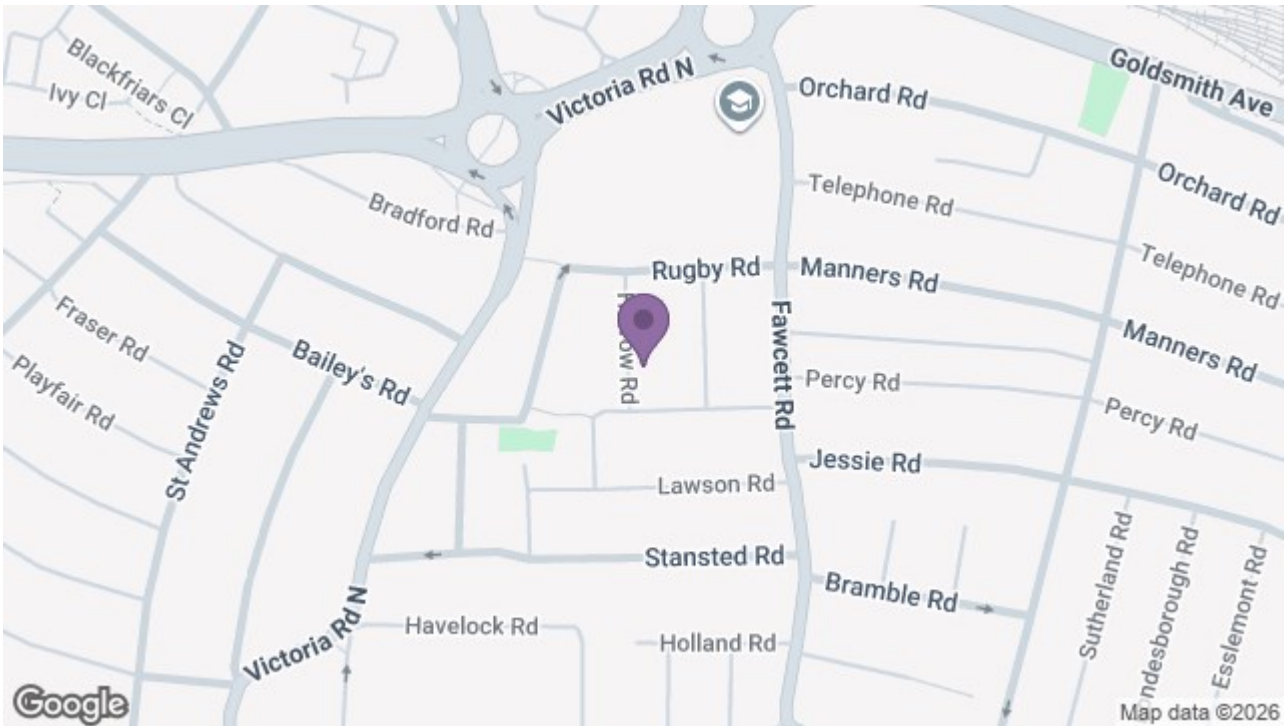 Blackfriars Cl
Ivy Cl
Victoria Rd N
Goldsmith Ave
Orchard Rd
Orchard Rd
Telephone Rd
Telephone Rd
Bradford Rd
Rugby Rd
Manners Rd
Manners Rd
Fawcett Rd
Fraser Rd
Playfair Rd
St Andrews Rd
Bailey's Rd
Percy Rd
Percy Rd
Jessie Rd
Lawson Rd
Stansted Rd
Bramble Rd
Sutherland Rd
ondesborough Rd
Esslemont Rd
Victoria Rd N
Havelock Rd
Holland Rd
Google
Map data ©2026